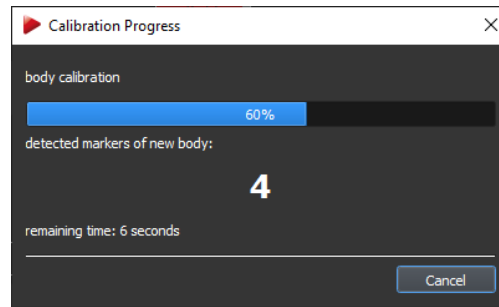 Calibration Progress
body calibration
60%
detected markers of new body:
4
remaining time: 6 seconds
Cancel